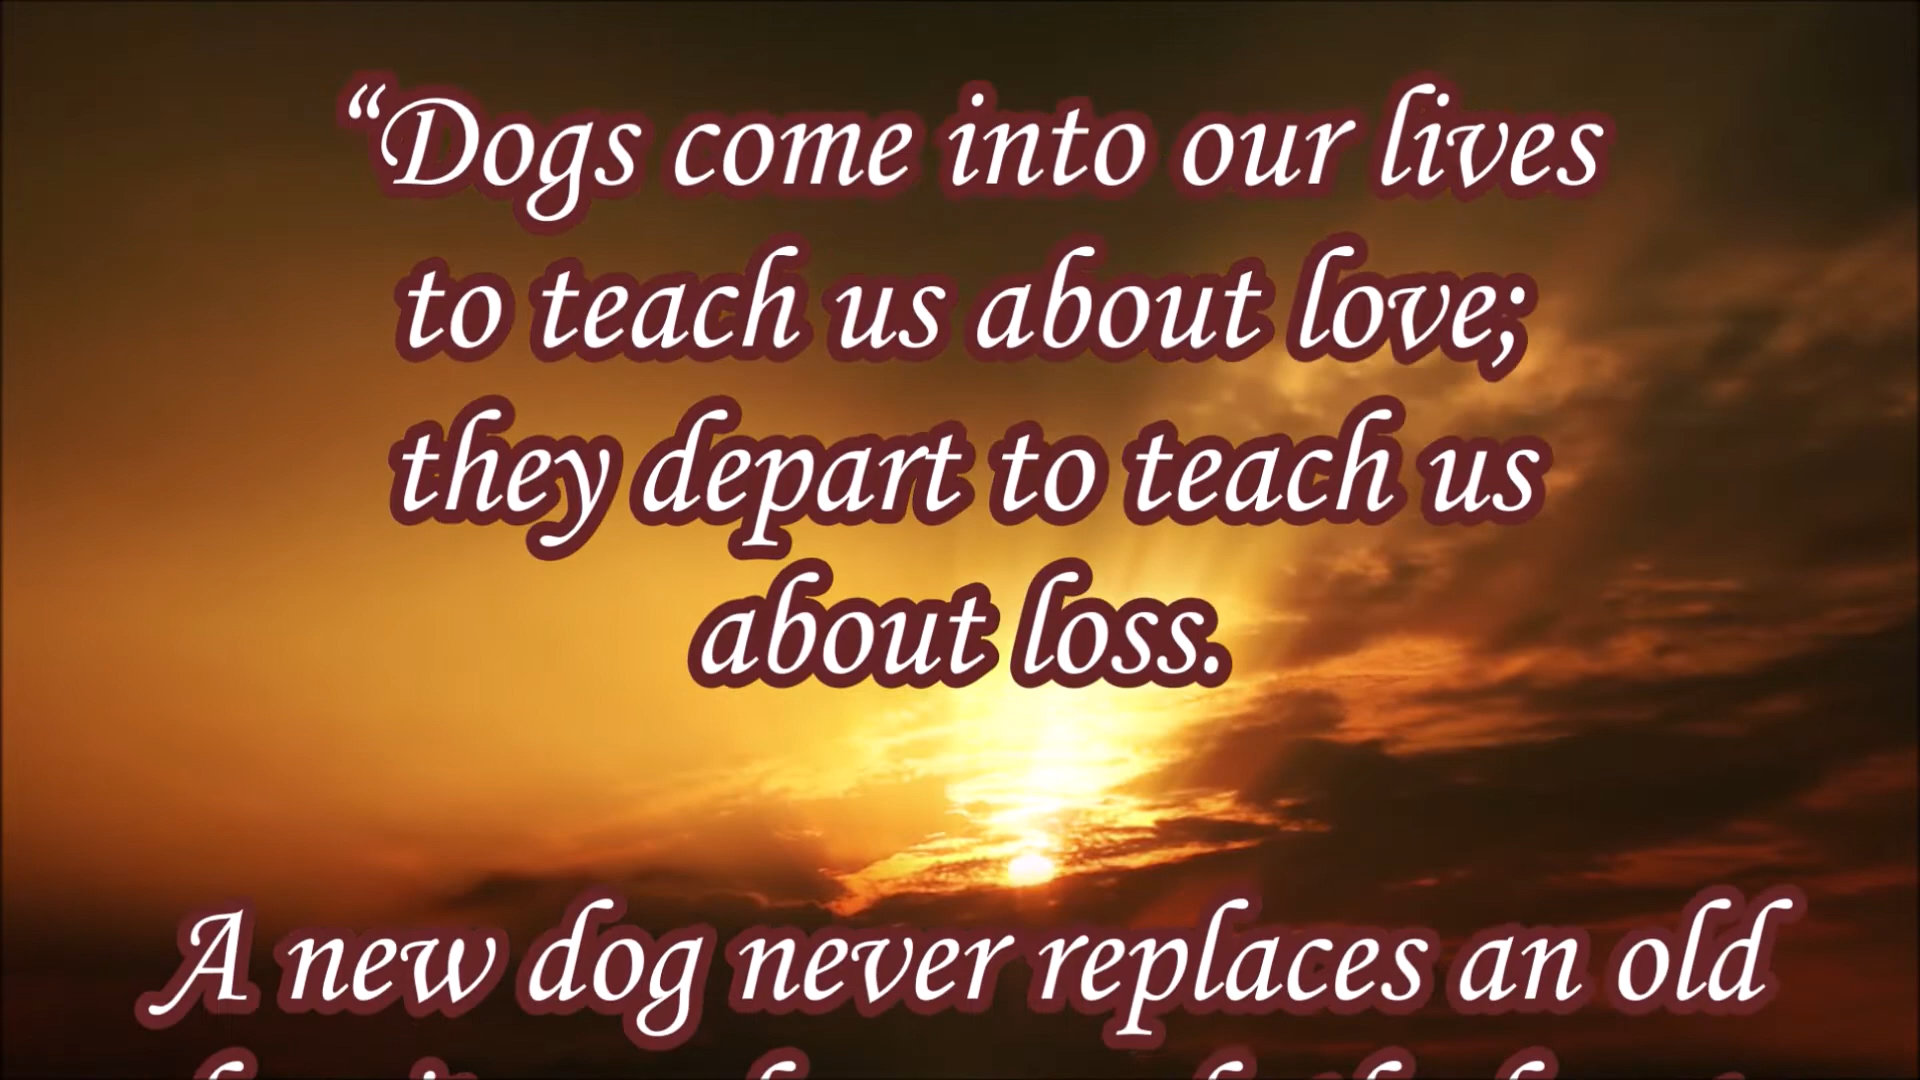 “Dogs come into our lives
to teach us about love;
they depart to teach us
about loss.
A new dog never replaces an old